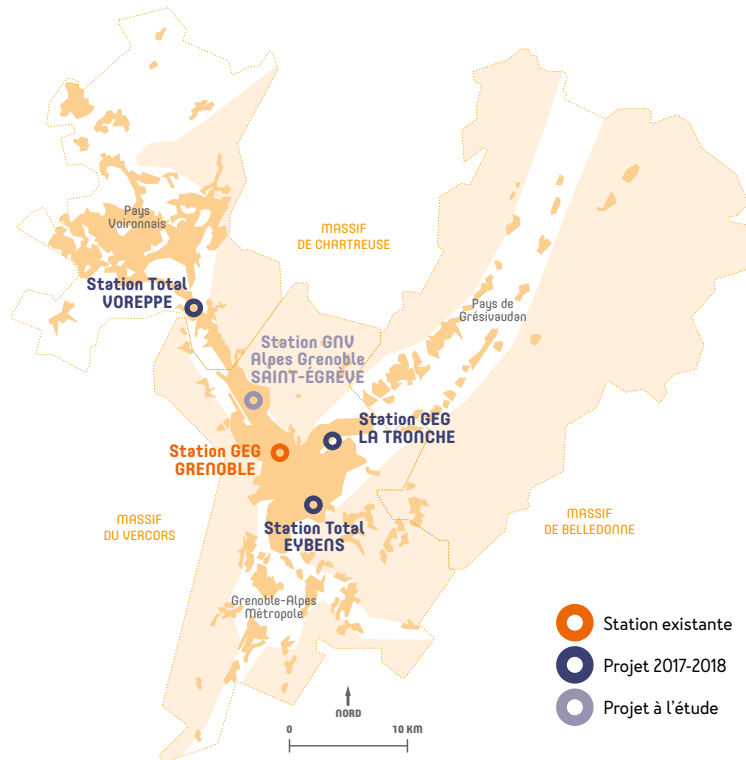 Pays
Voironnais
MASSIF
DE CHARTREUSE
Station Total
VOREPPE
Pays de
Grésivaudan
Station GNV
Alpes Grenoble
SAINT-ÉGRÈVE
Station GEG
LA TRONCHE
Station GEG
GRENOBLE
MASSIF
DU VERCORS
Station Total
EYBENS
MASSIF
DE BELLEDONNE
Grenoble-Alpes
Métropole
Station existante
Projet 2017-2018
Projet à l'étude
NORD
0 10 KM